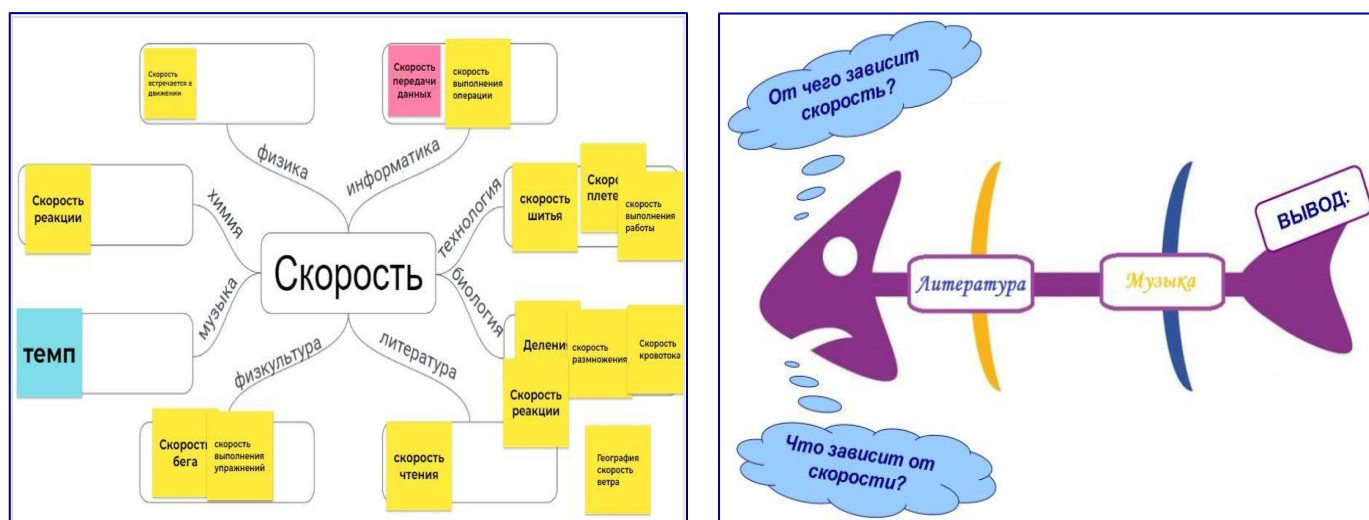 Скорость
встречается в
движении
физика
Скорость
передачи
данных
скорость
выполнения
операции
информатика
Скорость
реакции
химия
скорость
шитья
скорость
выполнения
работы
технология
Скорость
темп
музыка
Деления
скорость
размножения
Скорость
кровотока
Скорость
реакции
биология
Скорость
бега
скорость
выполнения
упражнений
физкультура
скорость
чтения
литература
География
скорость
ветра
От чего зависит
скорость?
Литература
Музыка
ВЫВОД:
Что зависит от
скорости?